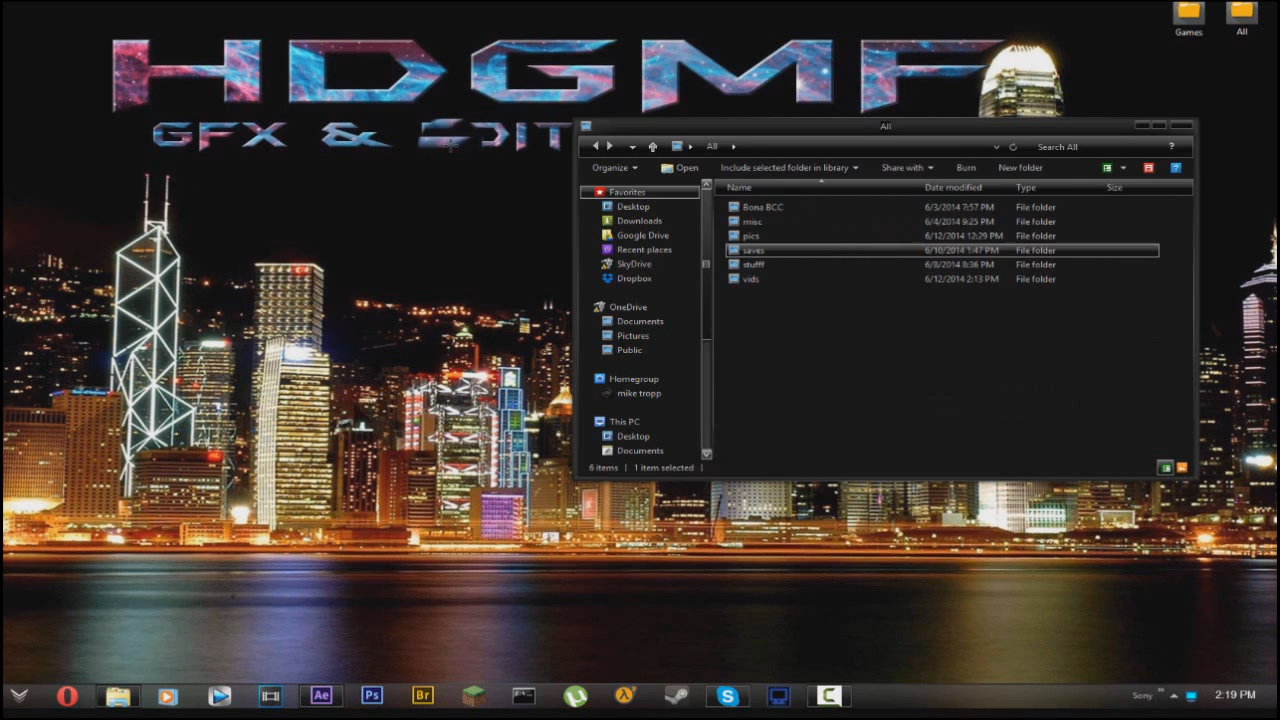 Games
All
HDGMF
GFX & EDIT
All
All
Search All
?
Organize
Open
Include selected folder in library
Share with
Burn
New folder
Name
Date modified
Type
Size
Favorites
Desktop
Downloads
Google Drive
Recent places
SkyDrive
Dropbox
OneDrive
Documents
Pictures
Public
Homegroup
mike tropp
This PC
Desktop
Documents
Bona BCC 6/3/2014 7:57 PM File folder
misc 6/4/2014 9:25 PM File folder
pics 6/12/2014 12:29 PM File folder
saves 6/10/2014 1:47 PM File folder
stufff 6/8/2014 8:36 PM File folder
vids 6/12/2014 2:13 PM File folder
6 items | 1 item selected |
Ae
Ps
Br
Sony
2:19 PM